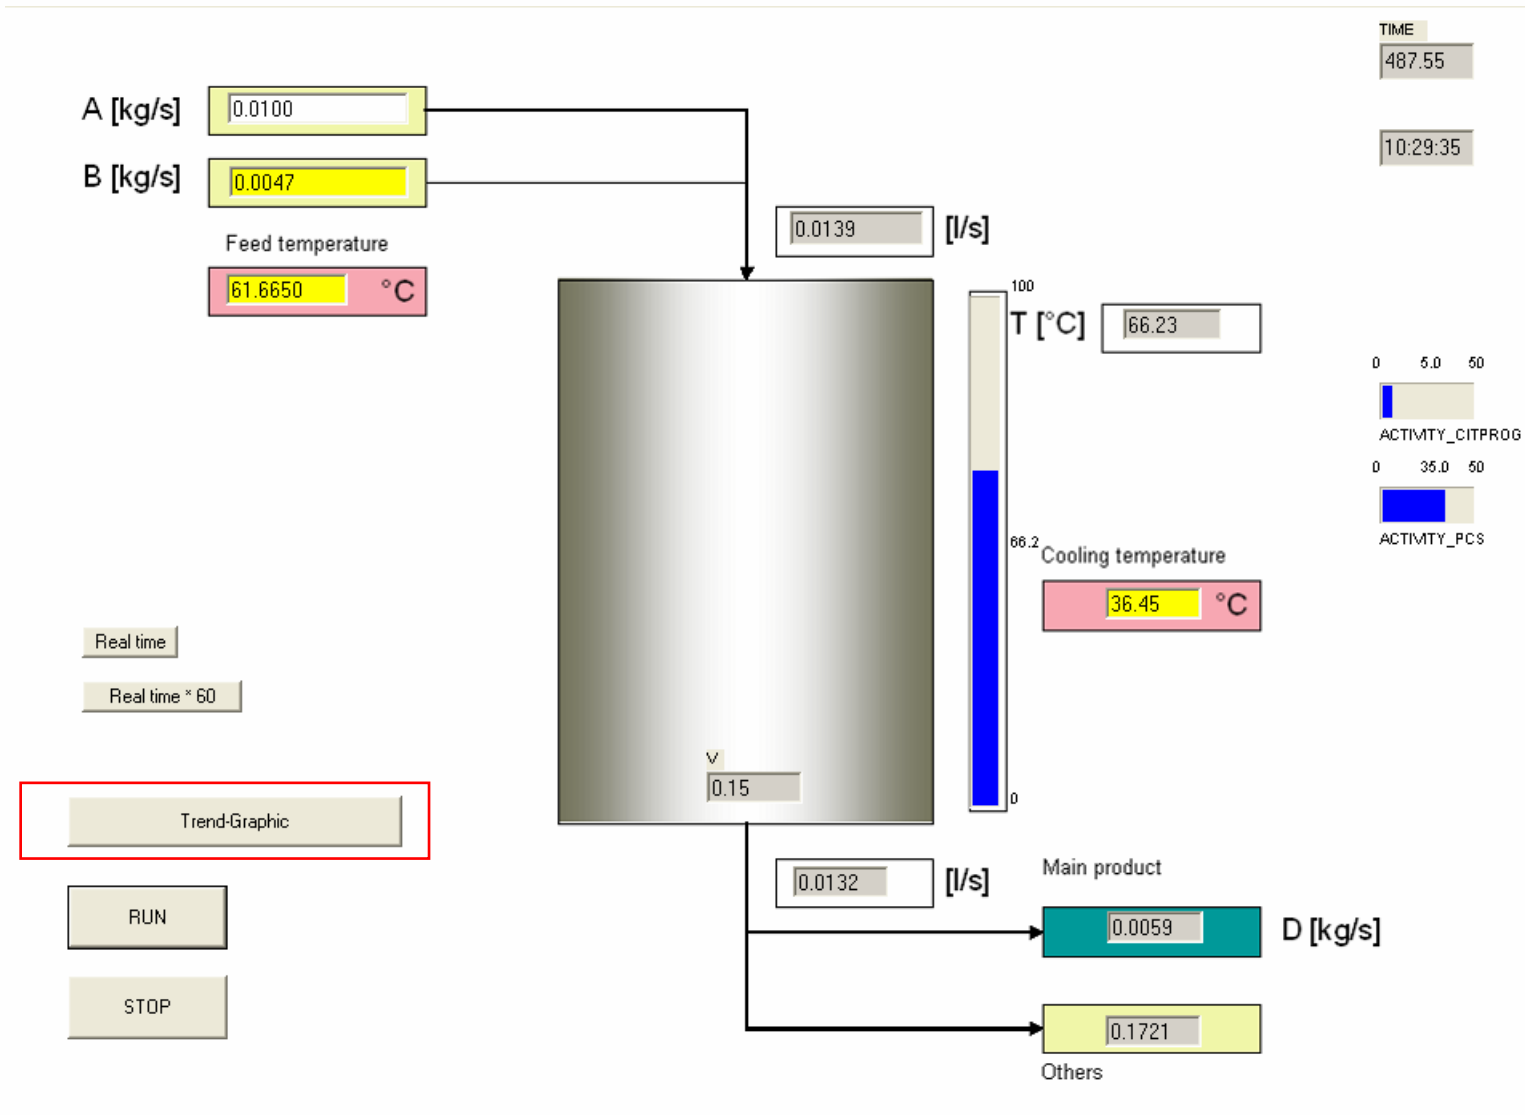 TIME
487.55
A [kg/s] 0.0100
10:29:35
B [kg/s] 0.0047
0.0139 [l/s]
Feed temperature
61.6650 °C
100
T [°C] 66.23
0 5.0 50
ACTIVITY_CITPROG
0 35.0 50
ACTIVITY_PCS
66.2
Cooling temperature
36.45 °C
Real time
Real time * 60
V
0.15
0
Trend-Graphic
Main product
0.0132 [l/s]
RUN
0.0059 D [kg/s]
STOP
0.1721
Others